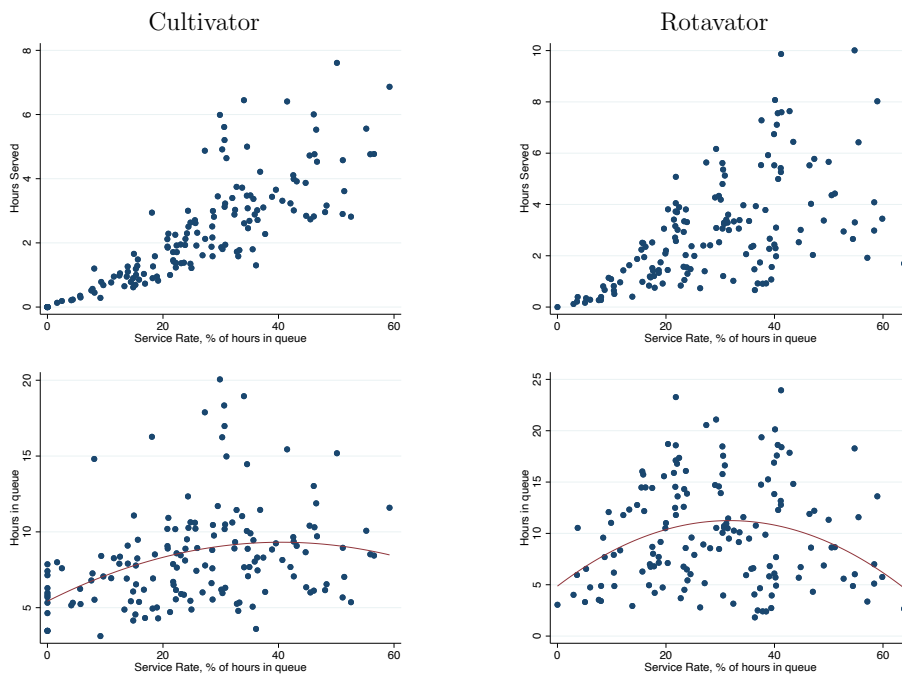 Cultivator
Rotavator
8
6
4
2
0
Hours Served
0 20 40 60
Service Rate, % of hours in queue
10
8
6
4
2
0
Hours Served
0 20 40 60
Service Rate, % of hours in queue
20
15
10
5
Hours in queue
0 20 40 60
Service Rate, % of hours in queue
25
20
15
10
5
0
Hours in queue
0 20 40 60
Service Rate, % of hours in queue